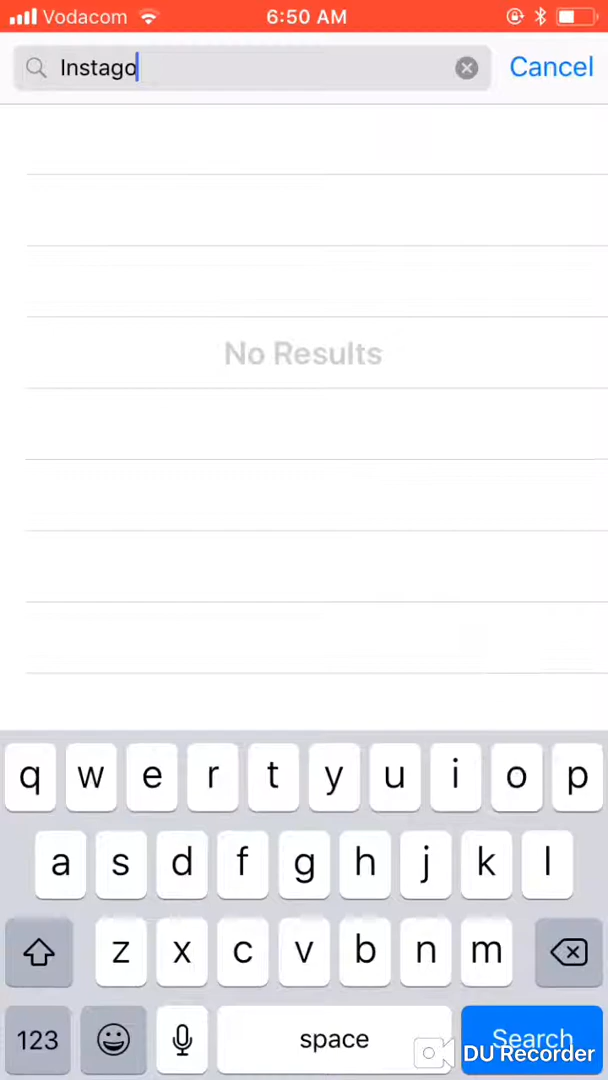 Vodacom 6:50 AM
Instago Cancel
No Results
q w e r t y u i o p
a s d f g h j k l
z x c v b n m
123 space Search
DU Recorder